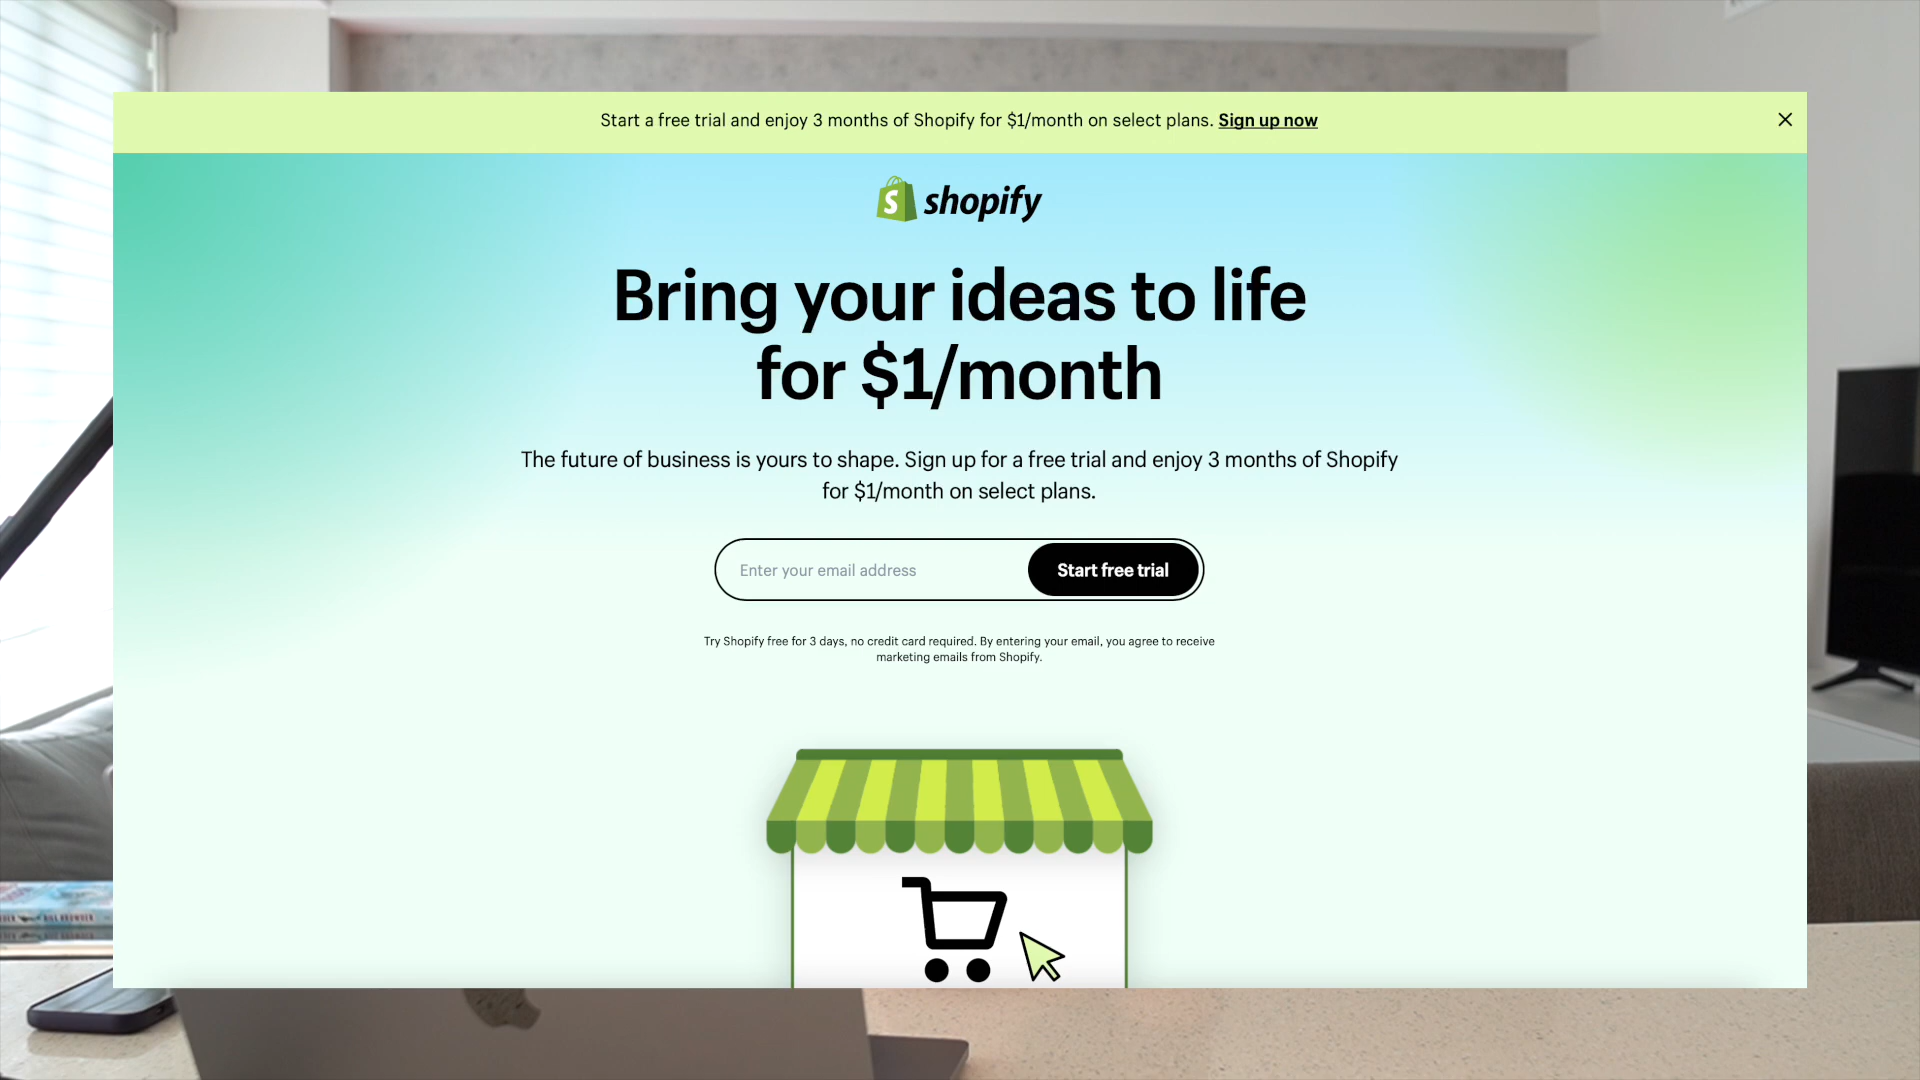 Start a free trial and enjoy 3 months of Shopify for $1/month on select plans. Sign up now
shopify
Bring your ideas to life
for $1/month
The future of business is yours to shape. Sign up for a free trial and enjoy 3 months of Shopify
for $1/month on select plans.
Enter your email address
Start free trial
Try Shopify free for 3 days, no credit card required. By entering your email, you agree to receive
marketing emails from Shopify.